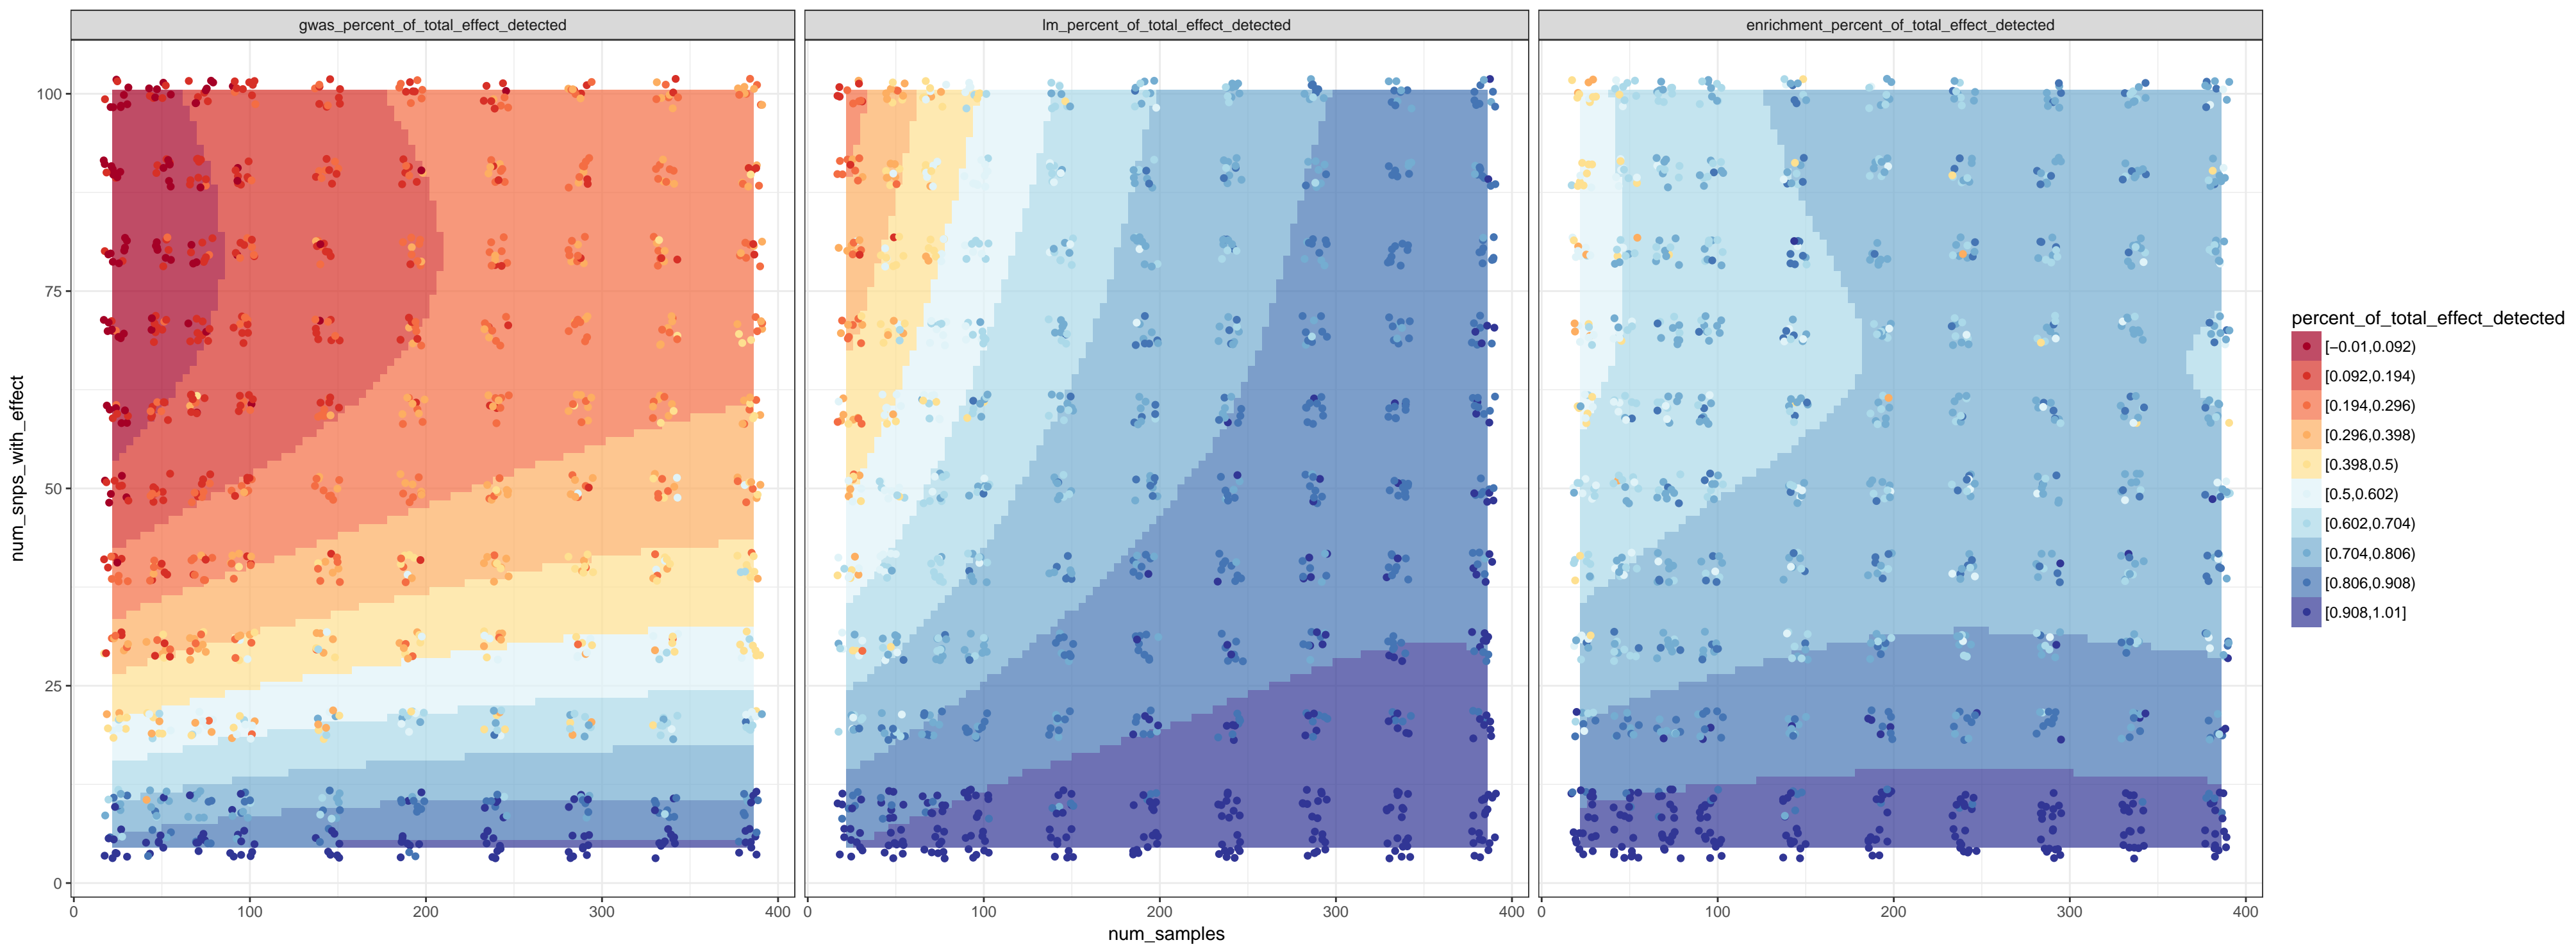 gwas_percent_of_total_effect_detected
lm_percent_of_total_effect_detected
enrichment_percent_of_total_effect_detected
100
75
50
25
0
num_snps_with_effect
0 100 200 300 400
0 100 200 300 400
0 100 200 300 400
num_samples
percent_of_total_effect_detected
[−0.01,0.092)
[0.092,0.194)
[0.194,0.296)
[0.296,0.398)
[0.398,0.5)
[0.5,0.602)
[0.602,0.704)
[0.704,0.806)
[0.806,0.908)
[0.908,1.01]